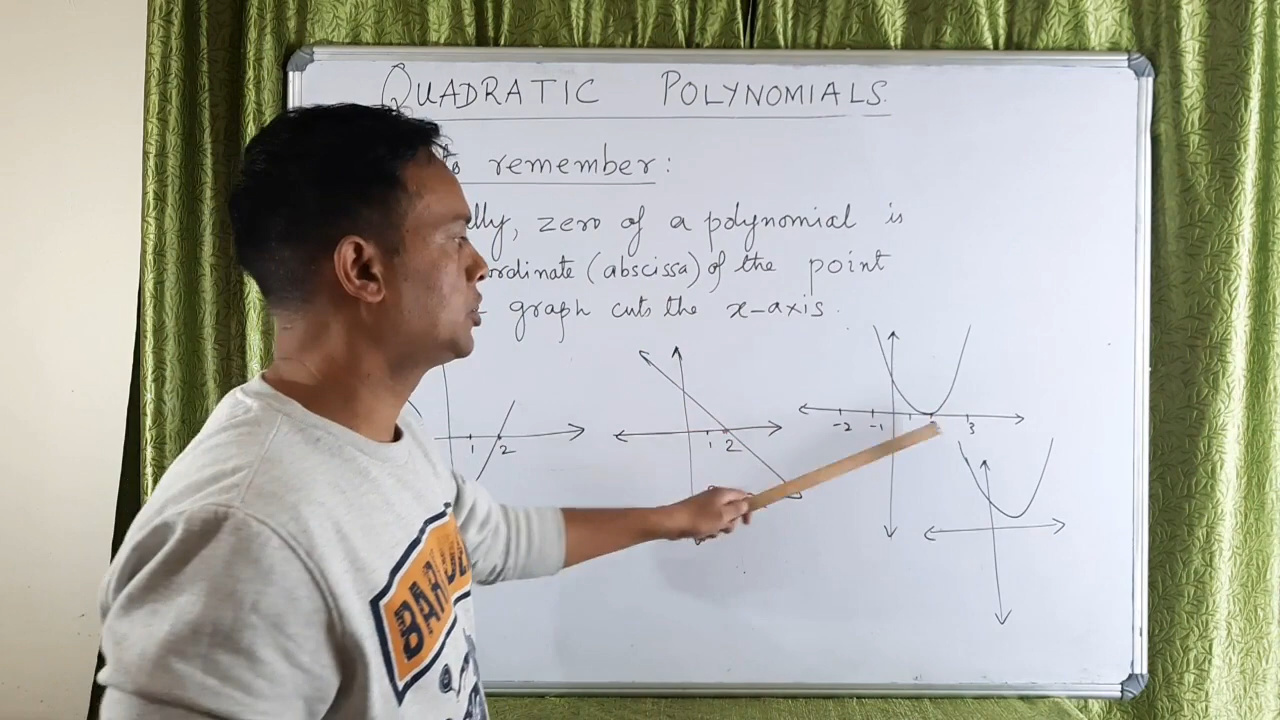 QUADRATIC POLYNOMIALS.
remember:
zero of a polynomial is
(abscissa) of the point
graph cuts the x-axis.
1 2
1 2
-2 -1 3
BAR